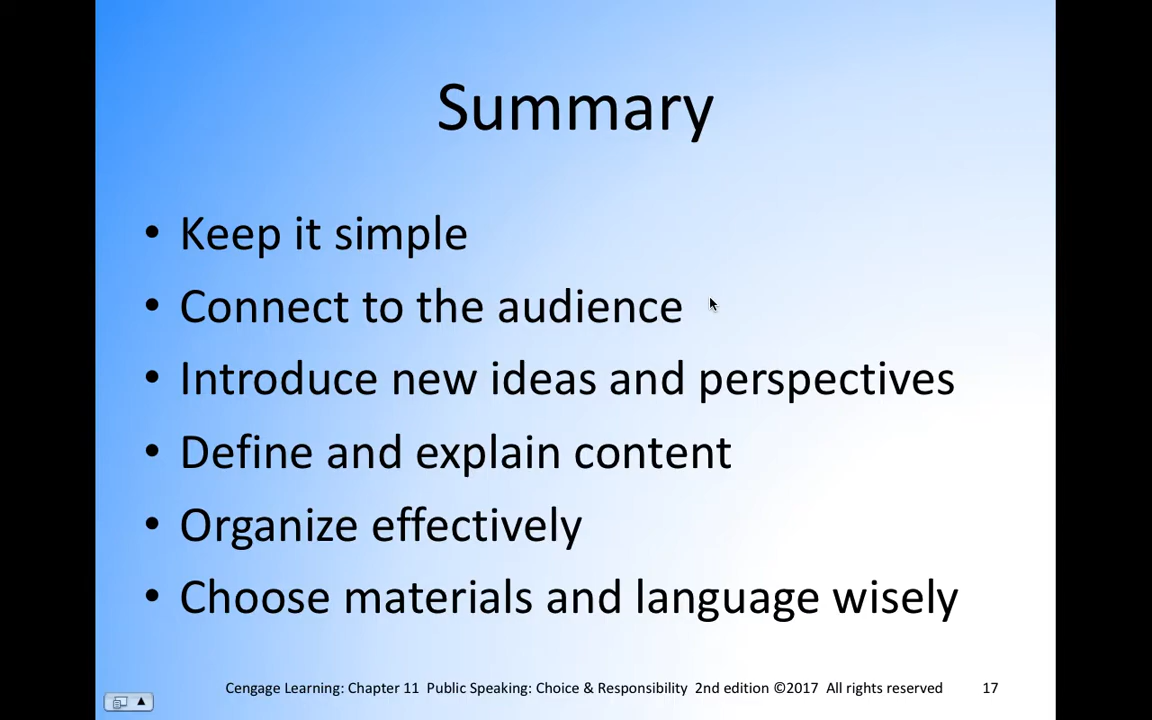 Summary
• Keep it simple
• Connect to the audience
• Introduce new ideas and perspectives
• Define and explain content
• Organize effectively
• Choose materials and language wisely
Cengage Learning: Chapter 11 Public Speaking: Choice & Responsibility 2nd edition ©2017 All rights reserved 17